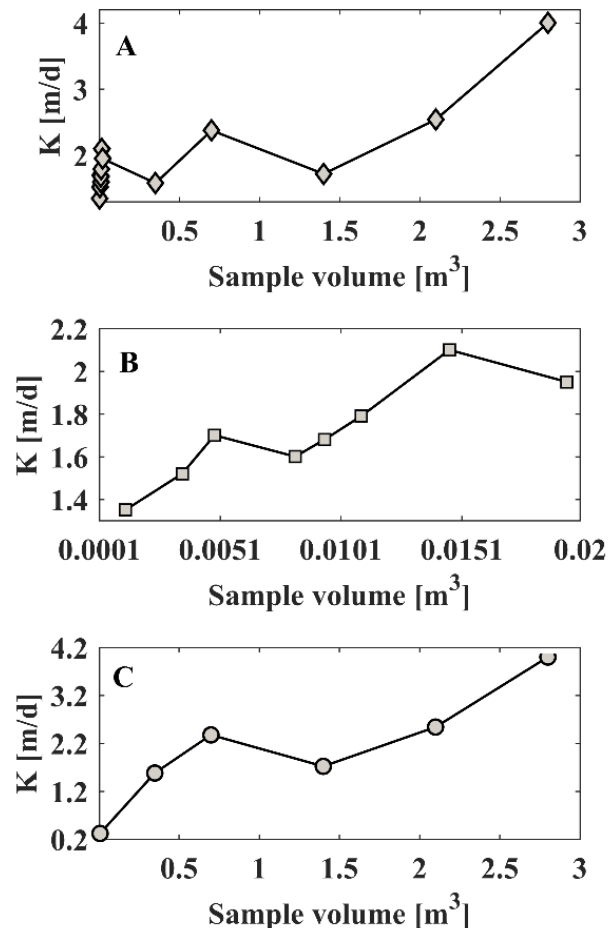 A
K [m/d]
4
3
2
0.5 1 1.5 2 2.5 3
Sample volume [m³]
B
K [m/d]
2.2
2
1.8
1.6
1.4
0.0001 0.0051 0.0101 0.0151 0.02
Sample volume [m³]
C
K [m/d]
4.2
3.2
2.2
1.2
0.2
0.5 1 1.5 2 2.5 3
Sample volume [m³]